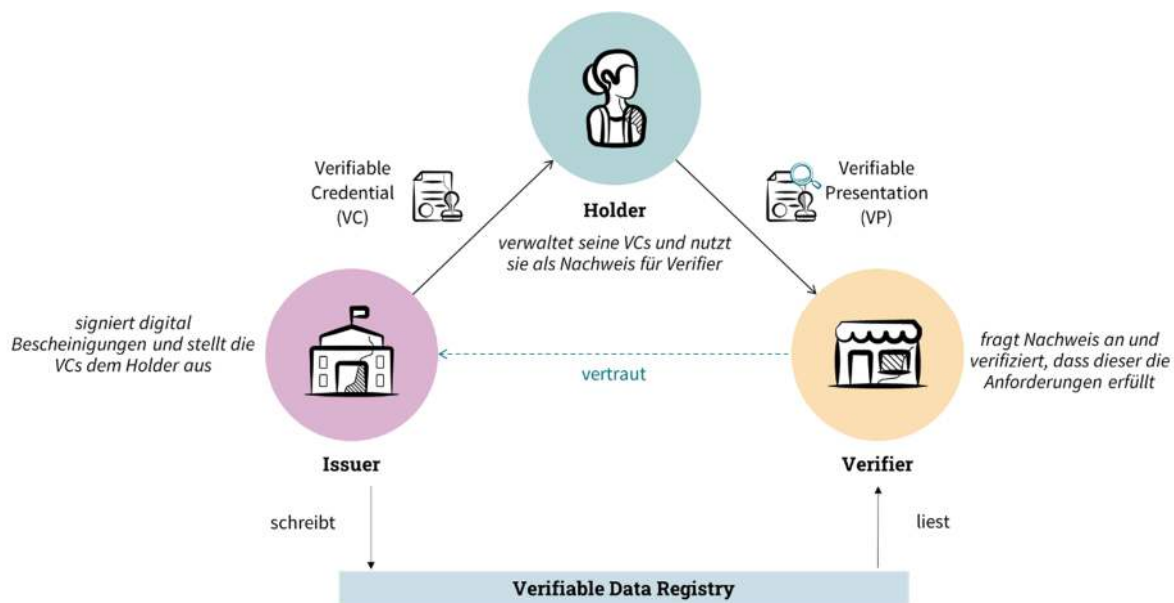 Verifiable
Credential
(VC)
Verifiable
Presentation
(VP)
Holder
verwaltet seine VCs und nutzt
sie als Nachweis für Verifier
signiert digital
Bescheinigungen und stellt die
VCs dem Holder aus
vertraut
fragt Nachweis an und
verifiziert, dass dieser die
Anforderungen erfüllt
Issuer
Verifier
schreibt
liest
Verifiable Data Registry